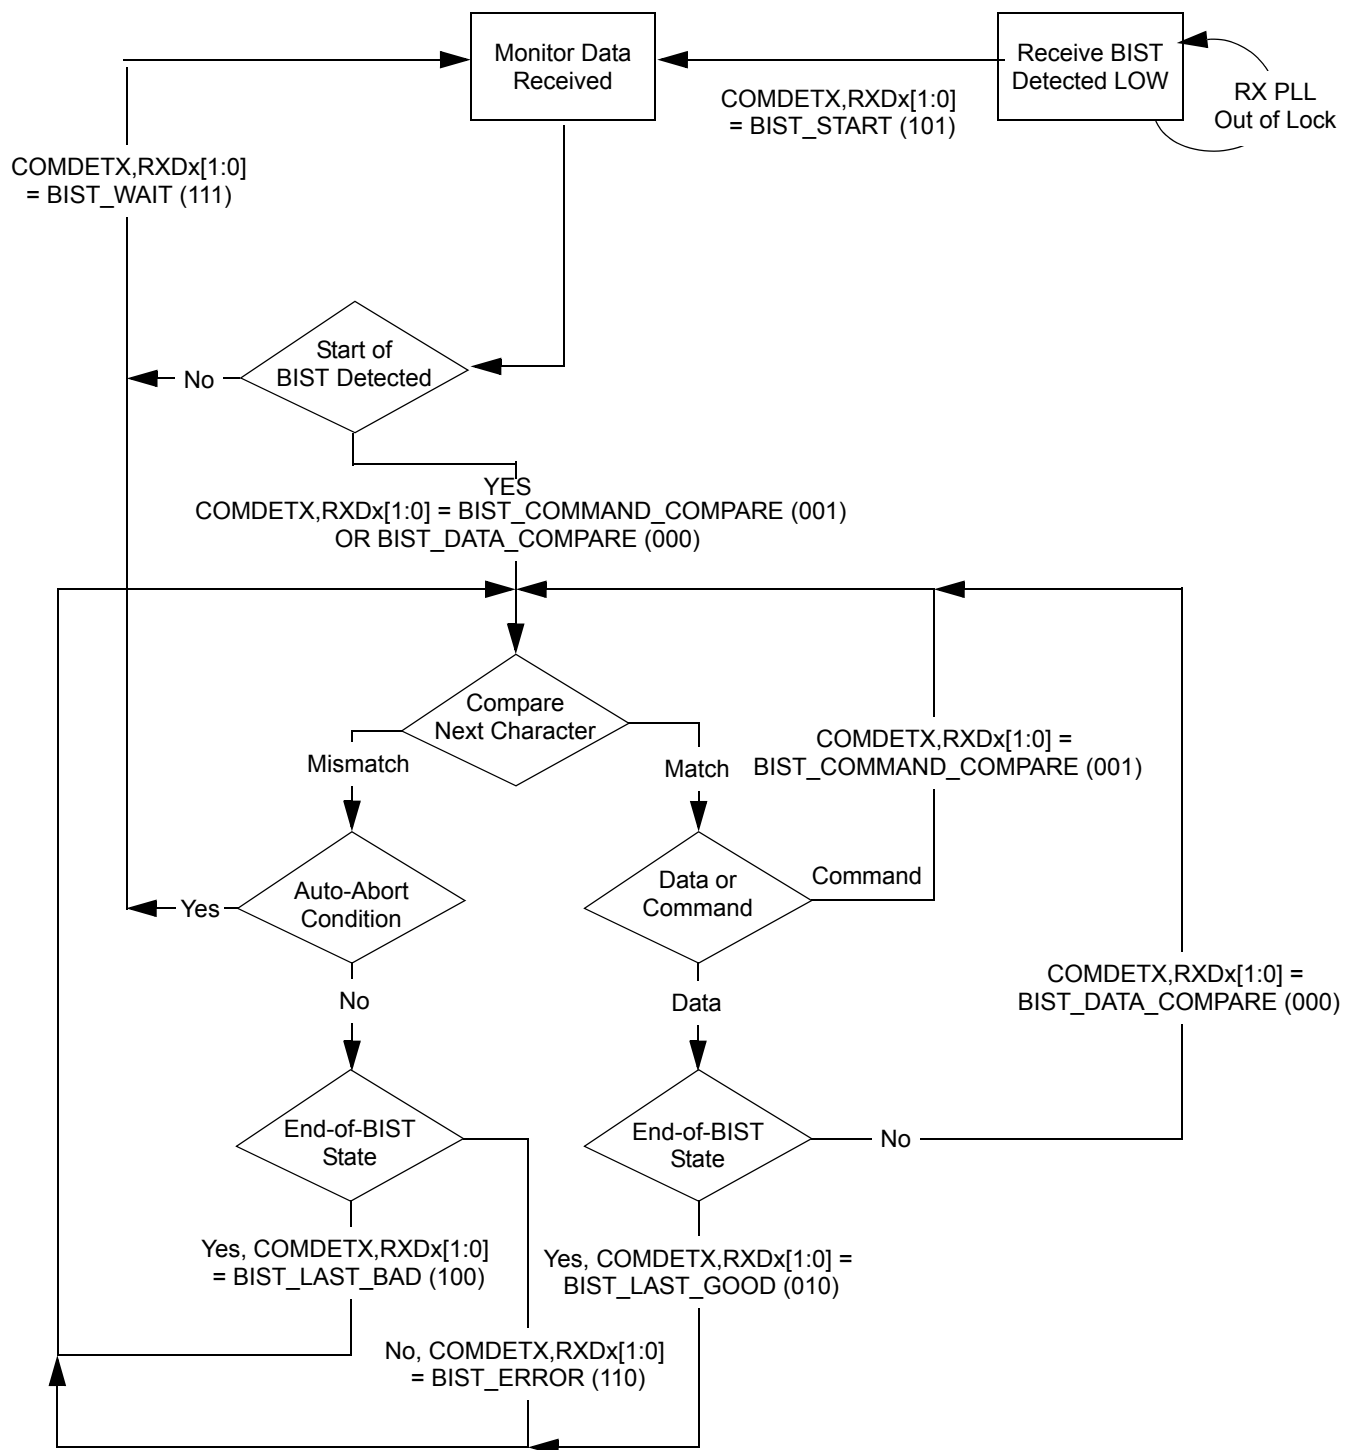 Monitor Data
Received
Receive BIST
Detected LOW
RX PLL
Out of Lock
COMDETX,RXDx[1:0]
= BIST_START (101)
COMDETX,RXDx[1:0]
= BIST_WAIT (111)
Start of
BIST Detected
No
YES
COMDETX,RXDx[1:0] = BIST_COMMAND_COMPARE (001)
OR BIST_DATA_COMPARE (000)
Compare
Next Character
Mismatch
Match
COMDETX,RXDx[1:0] =
BIST_COMMAND_COMPARE (001)
Auto-Abort
Condition
Yes
Data or
Command
Command
No
Data
COMDETX,RXDx[1:0] =
BIST_DATA_COMPARE (000)
End-of-BIST
State
End-of-BIST
State
No
Yes, COMDETX,RXDx[1:0]
= BIST_LAST_BAD (100)
Yes, COMDETX,RXDx[1:0] =
BIST_LAST_GOOD (010)
No, COMDETX,RXDx[1:0]
= BIST_ERROR (110)